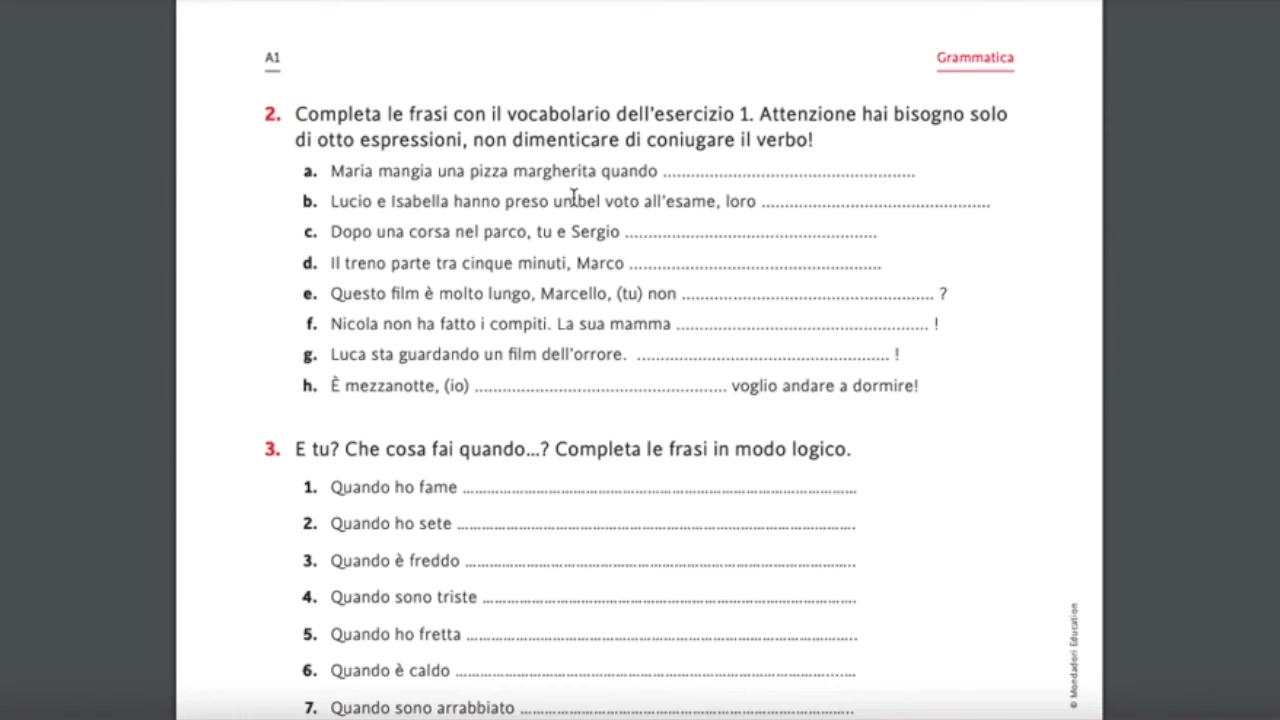 A1
Grammatica
2. Completa le frasi con il vocabolario dell'esercizio 1. Attenzione hai bisogno solo
di otto espressioni, non dimenticare di coniugare il verbo!
a. Maria mangia una pizza margherita quando ......................................................
b. Lucio e Isabella hanno preso un bel voto all'esame, loro .................................................
c. Dopo una corsa nel parco, tu e Sergio ......................................................
d. Il treno parte tra cinque minuti, Marco ......................................................
e. Questo film è molto lungo, Marcello, (tu) non ...................................................... ?
f. Nicola non ha fatto i compiti. La sua mamma ...................................................... !
g. Luca sta guardando un film dell'orrore. ...................................................... !
h. È mezzanotte, (io) ...................................................... voglio andare a dormire!
3. E tu? Che cosa fai quando...? Completa le frasi in modo logico.
1. Quando ho fame ......................................................
2. Quando ho sete ......................................................
3. Quando è freddo ......................................................
4. Quando sono triste ......................................................
5. Quando ho fretta ......................................................
6. Quando è caldo ......................................................
7. Quando sono arrabbiato ......................................................
© Mondadori Education